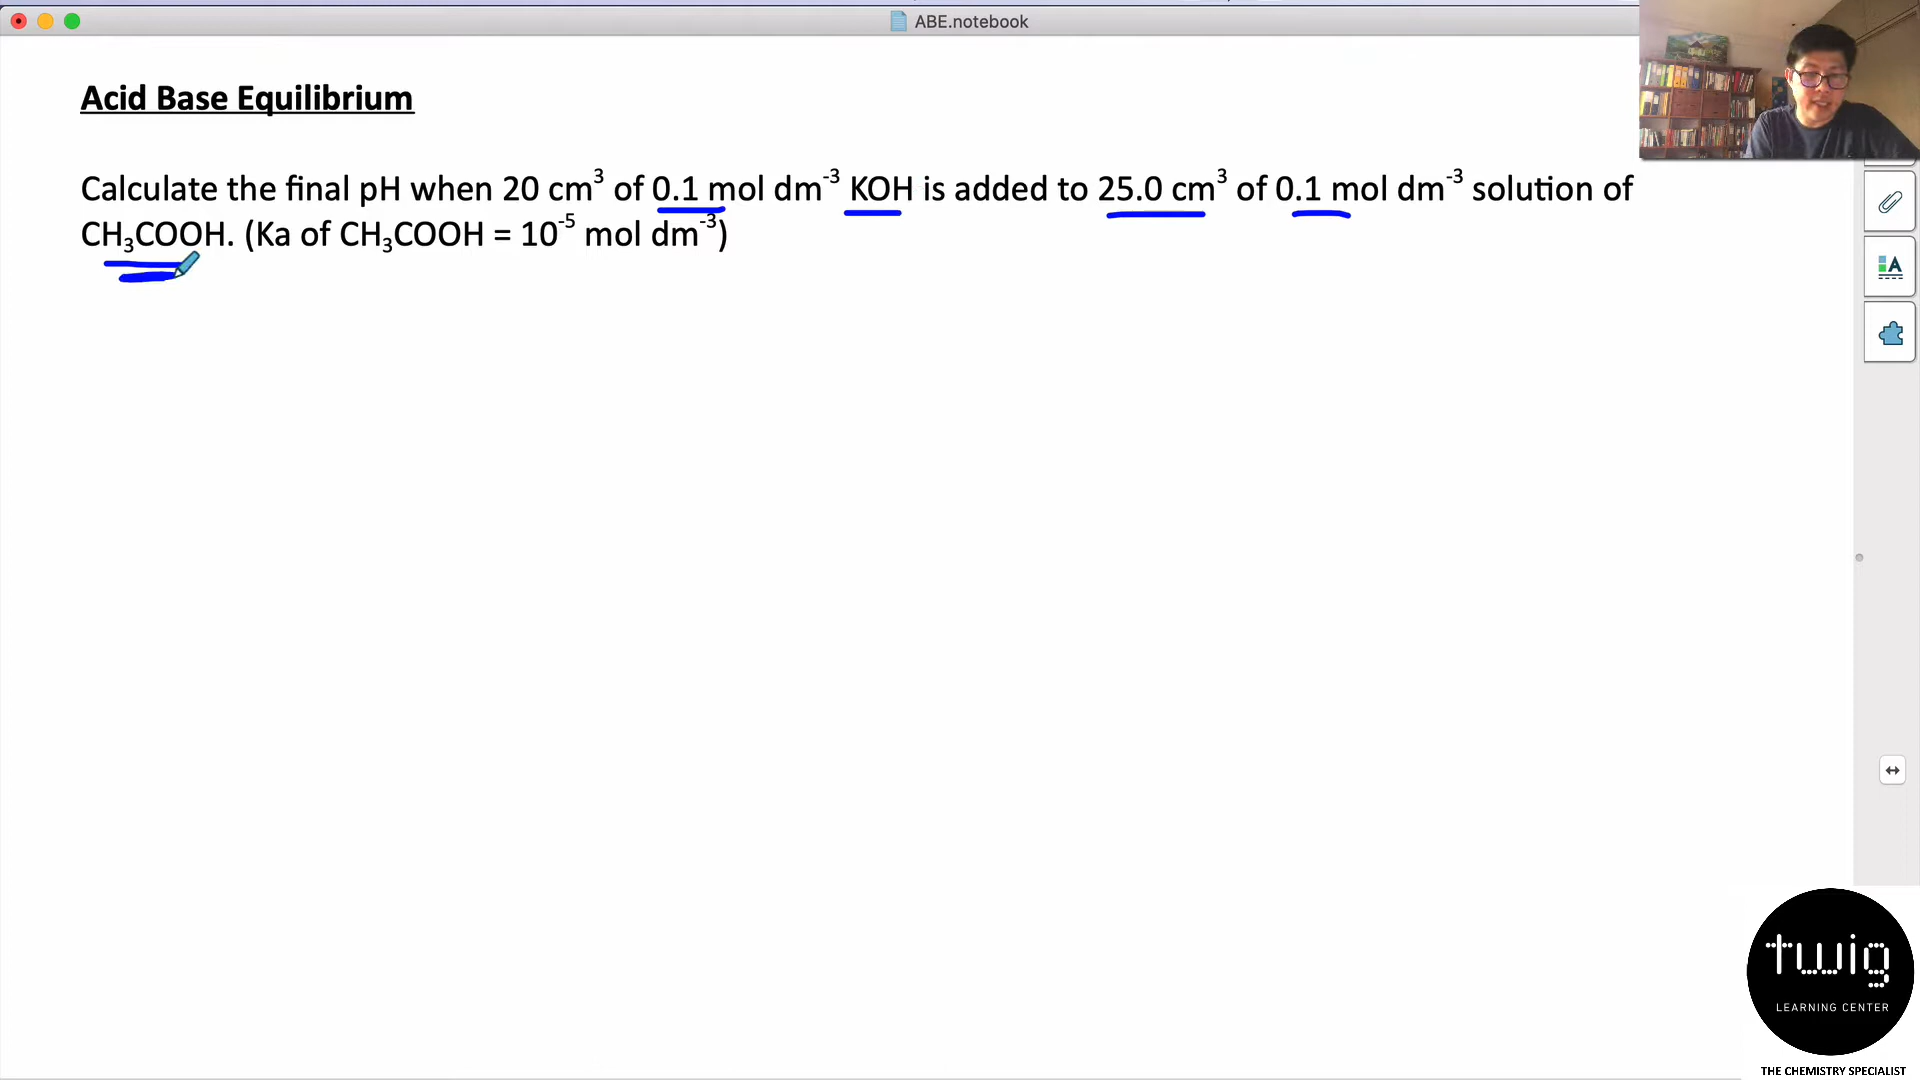 ABE.notebook
Acid Base Equilibrium
Calculate the final pH when 20 cm³ of 0.1 mol dm⁻³ KOH is added to 25.0 cm³ of 0.1 mol dm⁻³ solution of
CH₃COOH. (Ka of CH₃COOH = 10⁻⁵ mol dm⁻³)
A
twig
LEARNING CENTER
THE CHEMISTRY SPECIALIST